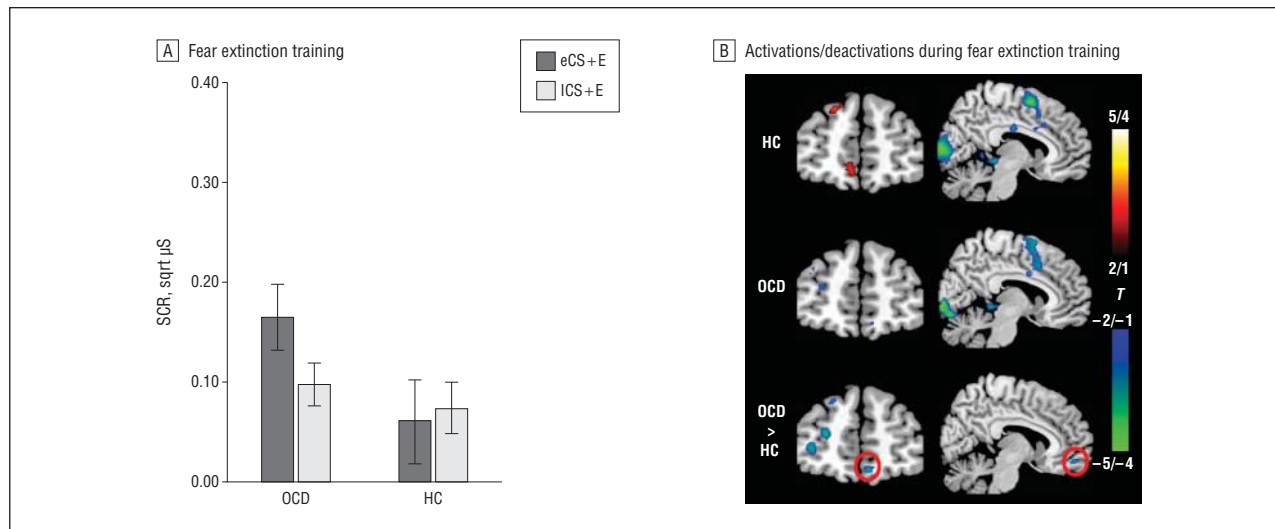 A Fear extinction training
eCS+E
lCS+E
SCR, sqrt µS
0.40
0.30
0.20
0.10
0.00
OCD
HC
B Activations/deactivations during fear extinction training
HC
OCD
OCD
>
HC
5/4
2/1
T
−2/−1
−5/−4